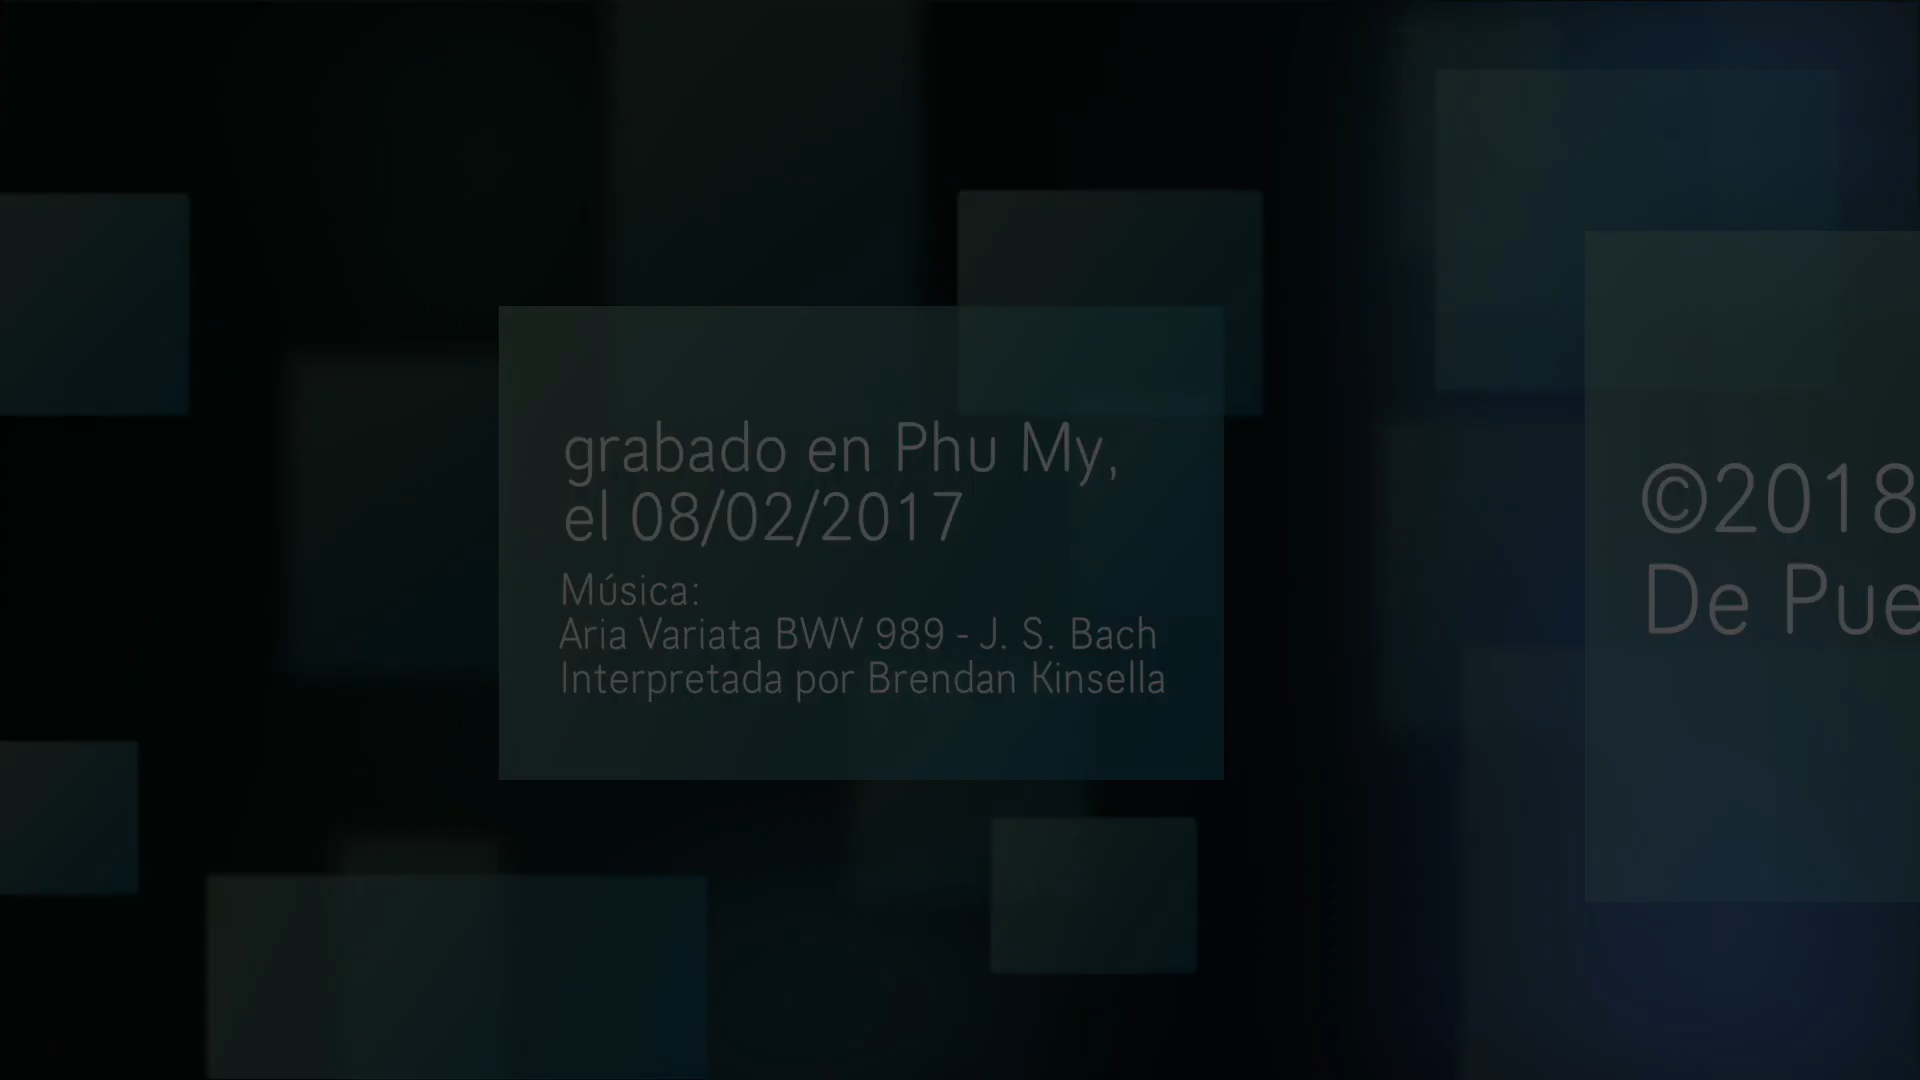 grabado en Phu My,
el 08/02/2017
Música:
Aria Variata BWV 989 - J. S. Bach
Interpretada por Brendan Kinsella
©2018
De